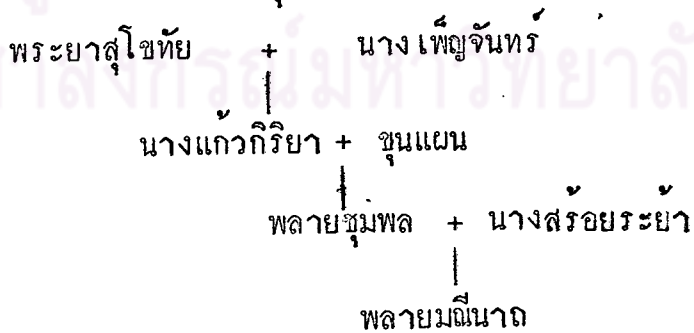 พระยาสุโขทัย + นางเพ็ญจันทร์
นางแก้วกิริยา + ขุนแผน
พลายชุมพล + นางสร้อยระย้า
พลายมณีนาถ